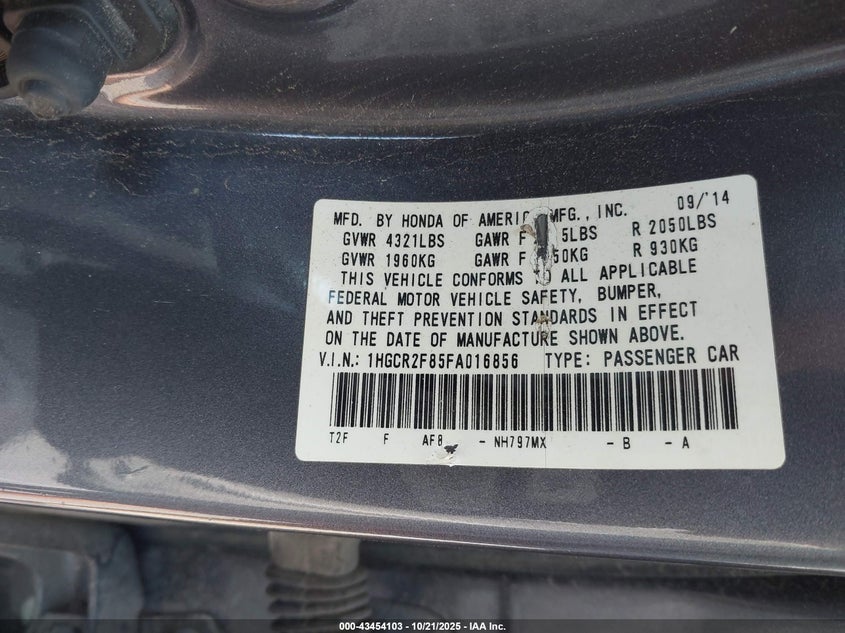 MFD. BY HONDA OF MFG., INC. 09/'14
GVWR 4321LBS GAWR F 5LBS R 2050LBS
GVWR 1960KG GAWR F 50KG R 930KG
THIS VEHICLE CONFORMS TO ALL APPLICABLE
FEDERAL MOTOR VEHICLE SAFETY, BUMPER,
AND THEFT PREVENTION STANDARDS IN EFFECT
ON THE DATE OF MANUFACTURE SHOWN ABOVE.
V.I.N.: 1HGCR2F85FA016856 TYPE: PASSENGER CAR
T2F F AF8 - NH797MX - B - A
000-43454103 | 10/21/2025 - IAA Inc.